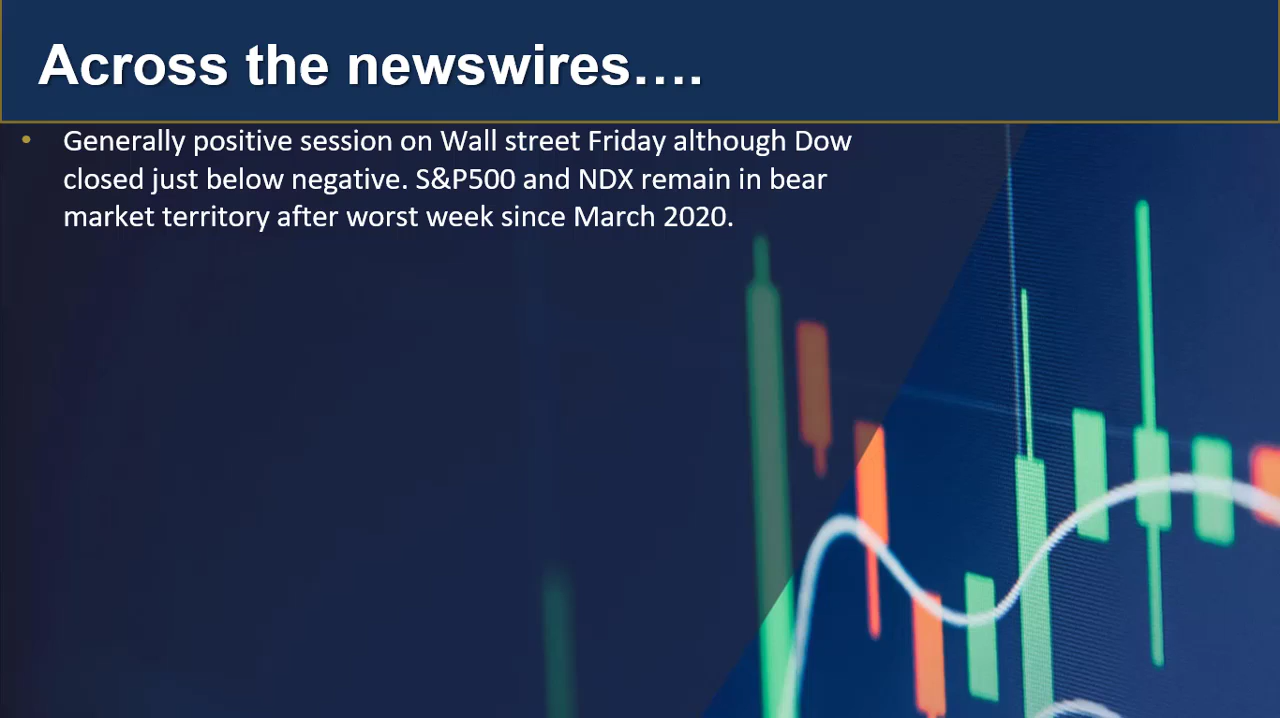 Across the newswires….
• Generally positive session on Wall street Friday although Dow
closed just below negative. S&P500 and NDX remain in bear
market territory after worst week since March 2020.